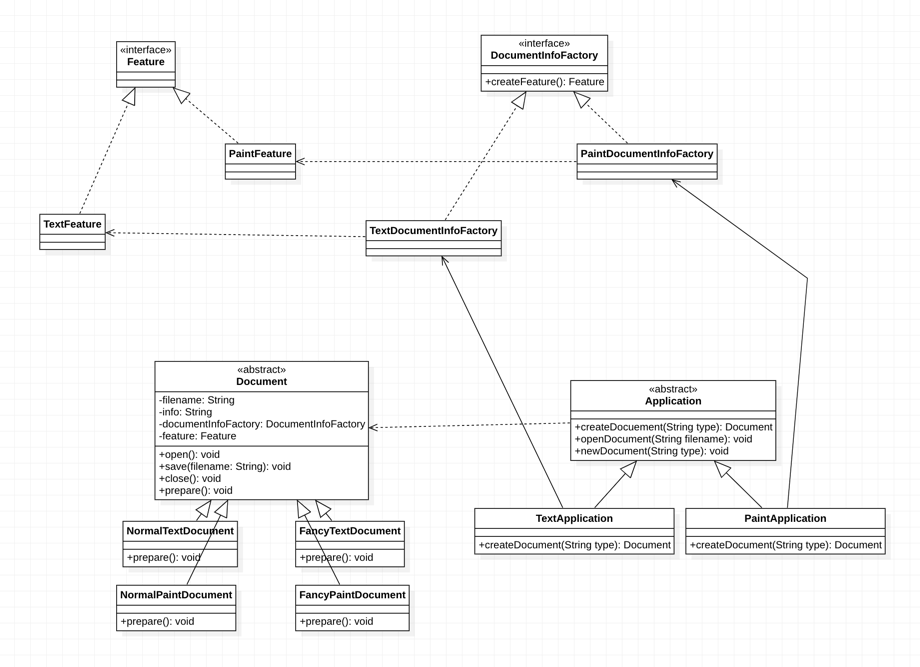 «interface»
Feature
«interface»
DocumentInfoFactory
+createFeature(): Feature
PaintFeature
PaintDocumentInfoFactory
TextFeature
TextDocumentInfoFactory
«abstract»
Document
-filename: String
-info: String
-documentInfoFactory: DocumentInfoFactory
-feature: Feature
+open(): void
+save(filename: String): void
+close(): void
+prepare(): void
«abstract»
Application
+createDocuement(String type): Document
+openDocument(String filename): void
+newDocument(String type): void
NormalTextDocument
+prepare(): void
FancyTextDocument
+prepare(): void
TextApplication
+createDocument(String type): Document
PaintApplication
+createDocument(String type): Document
NormalPaintDocument
+prepare(): void
FancyPaintDocument
+prepare(): void